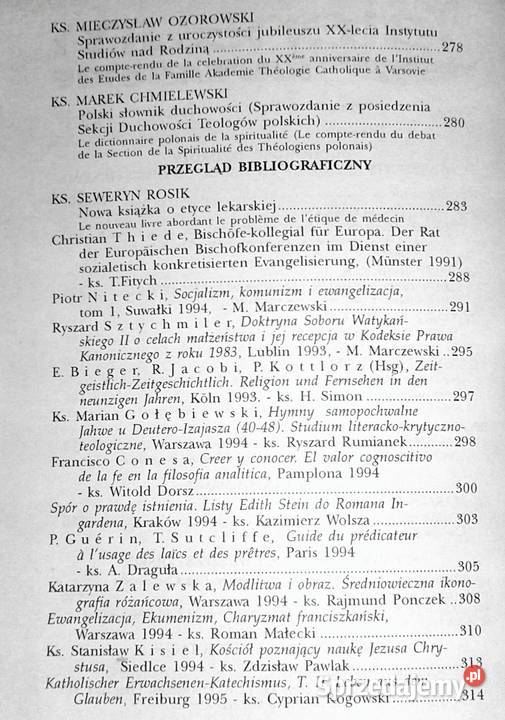 KS. MIECZYSŁAW OZOROWSKI
Sprawozdanie z uroczystości jubileuszu XX-lecia Instytutu
Studiów nad Rodziną 278
Le compte-rendu de la celebration du XXème anniversaire de l'Institut
des Etudes de la Famille Akademie Théologie Catholique à Varsovie
KS. MAREK CHMIELEWSKI
Polski słownik duchowości (Sprawozdanie z posiedzenia
Sekcji Duchowości Teologów polskich) 280
Le dictionnaire polonais de la spiritualité (Le compte-rendu du debat
de la Section de la Spiritualité des Théologiens polonais)
PRZEGLĄD BIBLIOGRAFICZNY
KS. SEWERYN ROSIK
Nowa książka o etyce lekarskiej 283
Le nouveau livre abordant le problème de l'étique de médecin
Christian Thiede, Bischöfe-kollegial für Europa. Der Rat
der Europäischen Bischofkonferenzen im Dienst einer
sozialetisch konkretisierten Evangelisierung, (Münster 1991)
- ks. T.Fitych 288
Piotr Nitecki, Socjalizm, komunizm i ewangelizacja,
tom 1, Suwałki 1994, - M. Marczewski 291
Ryszard Sztychmiler, Doktryna Soboru Watykań-
skiego II o celach małżeństwa i jej recepcja w Kodeksie Prawa
Kanonicznego z roku 1983, Lublin 1993, - M. Marczewski .. 295
E. Bieger, R. Jacobi, P. Kottlorz (Hsg), Zeit-
geistlich-Zeitgeschichtlich. Religion und Fernsehen in den
neunzigen Jahren, Köln 1993. - ks. H. Simon 297
Ks. Marian Gołębiewski, Hymny samopochwalne
Jahwe u Deutero-Izajasza (40-48). Studium literacko-krytyczno-
teologiczne, Warszawa 1994 - ks. Ryszard Rumianek 298
Francisco Conesa, Creer y conocer. El valor cognoscitivo
de la fe en la filosofia analitica, Pamplona 1994
- ks. Witold Dorsz 300
Spór o prawdę istnienia. Listy Edith Stein do Romana In-
gardena, Kraków 1994 - ks. Kazimierz Wolsza 303
P. Guérin, T. Sutcliffe, Guide du prédicateur
à l'usage des laïcs et des prêtres, Paris 1994
- ks. A. Draguła 305
Katarzyna Zalewska, Modlitwa i obraz. Średniowieczna ikono-
grafia różańcowa, Warszawa 1994 - ks. Rajmund Ponczek .. 308
Ewangelizacja, Ekumenizm, Charyzmat franciszkański,
Warszawa 1994 - ks. Roman Małecki 310
Ks. Stanisław Kisiel, Kościół poznający naukę Jezusa Chry-
stusa, Siedlce 1994 - ks. Zdzisław Pawlak 313
Katholischer Erwachsenen-Katechismus, T. II: Leben aus dem
Glauben, Freiburg 1995 - ks. Cyprian Rogowski 314
Sprzedajemy.pl